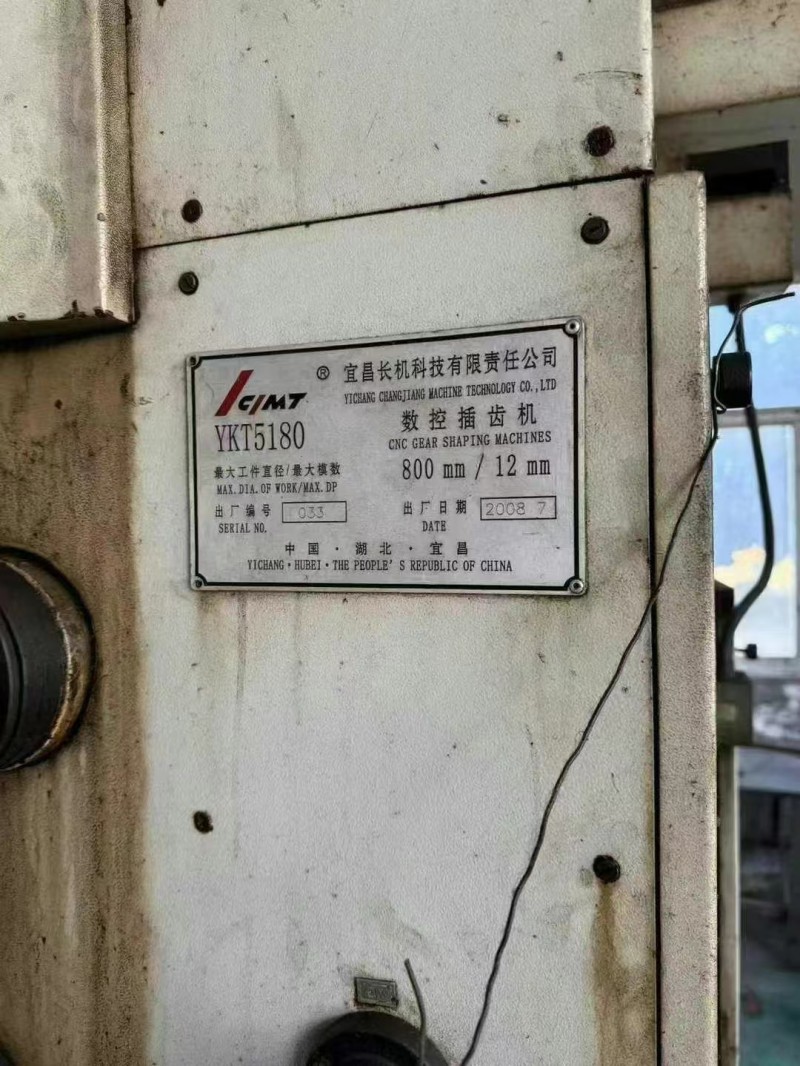 YCMT ® 宜昌长机科技有限责任公司
YICHANG CHANGJIANG MACHINE TECHNOLOGY CO.,LTD
YKT5180 数控插齿机
CNC GEAR SHAPING MACHINES
最大工件直径/最大模数 800 mm / 12 mm
MAX.DIA.OF WORK/MAX.DP
出厂编号 033 出厂日期 2008 7
SERIAL NO. DATE
中国·湖北·宜昌
YICHANG·HUBEI·THE PEOPLE'S REPUBLIC OF CHINA